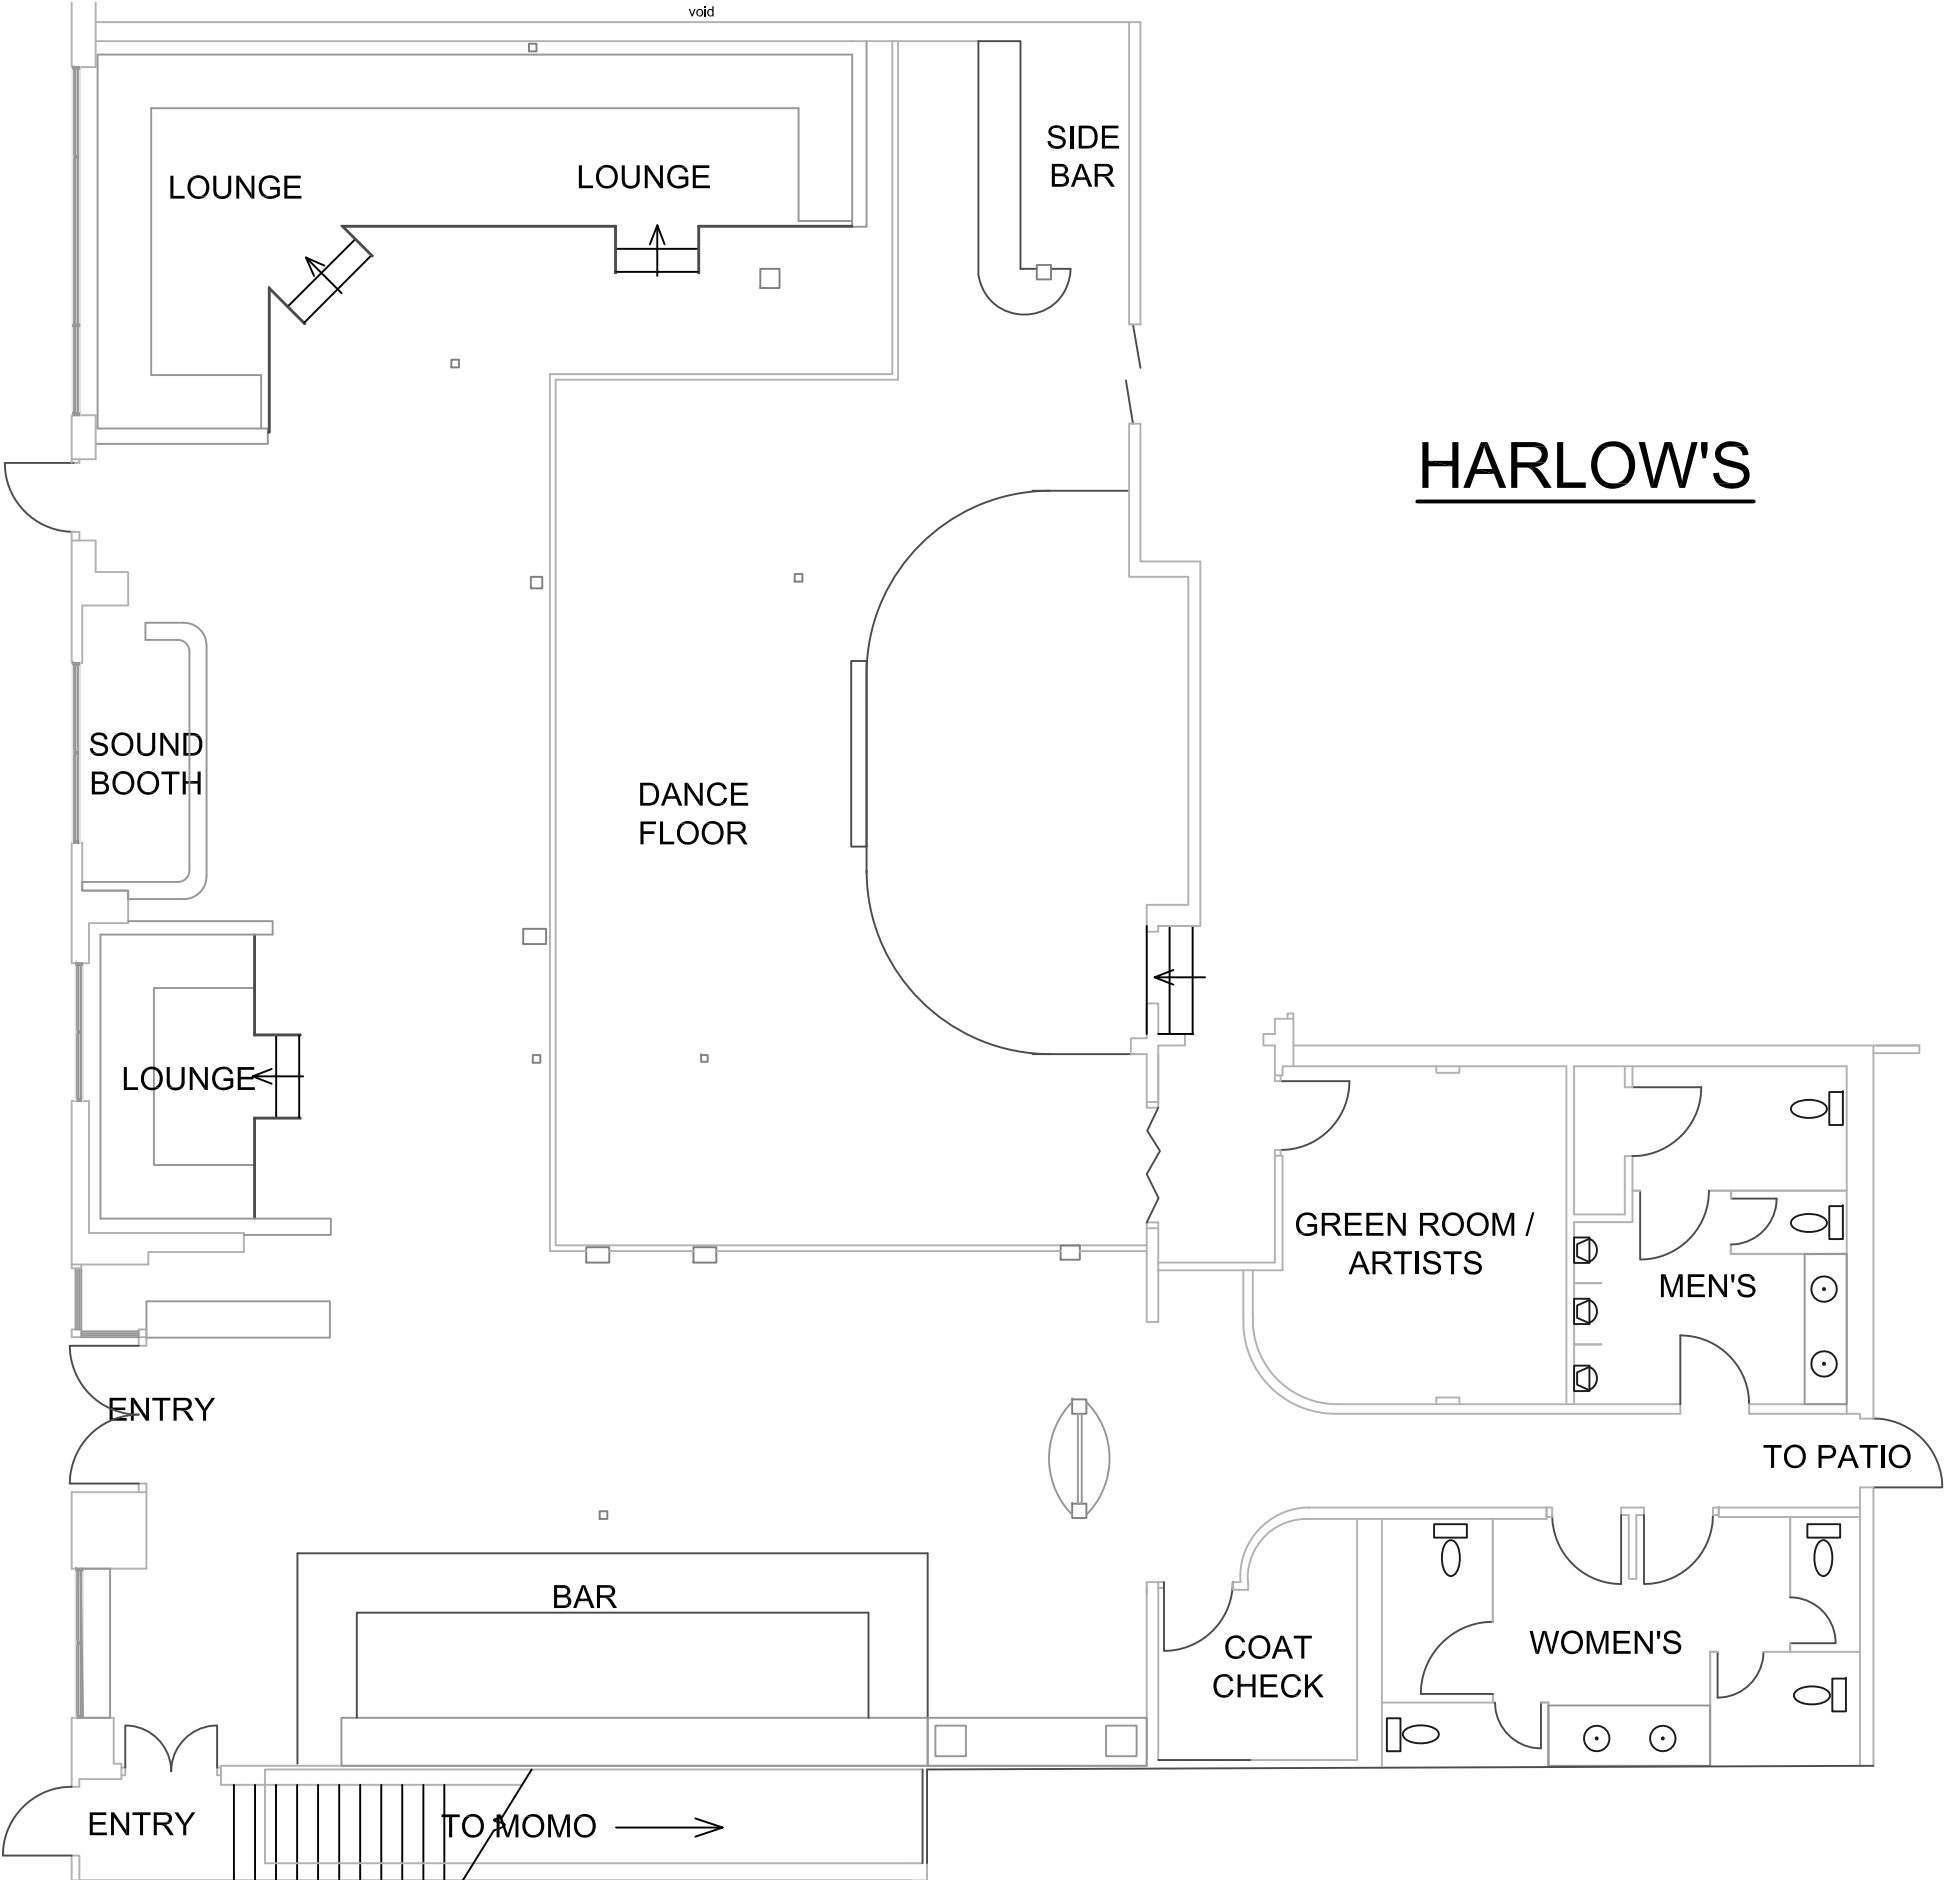 void
SIDE
BAR
LOUNGE
LOUNGE
HARLOW'S
SOUND
BOOTH
DANCE
FLOOR
LOUNGE
GREEN ROOM /
ARTISTS
MEN'S
ENTRY
TO PATIO
BAR
COAT
CHECK
WOMEN'S
ENTRY
TO MOMO